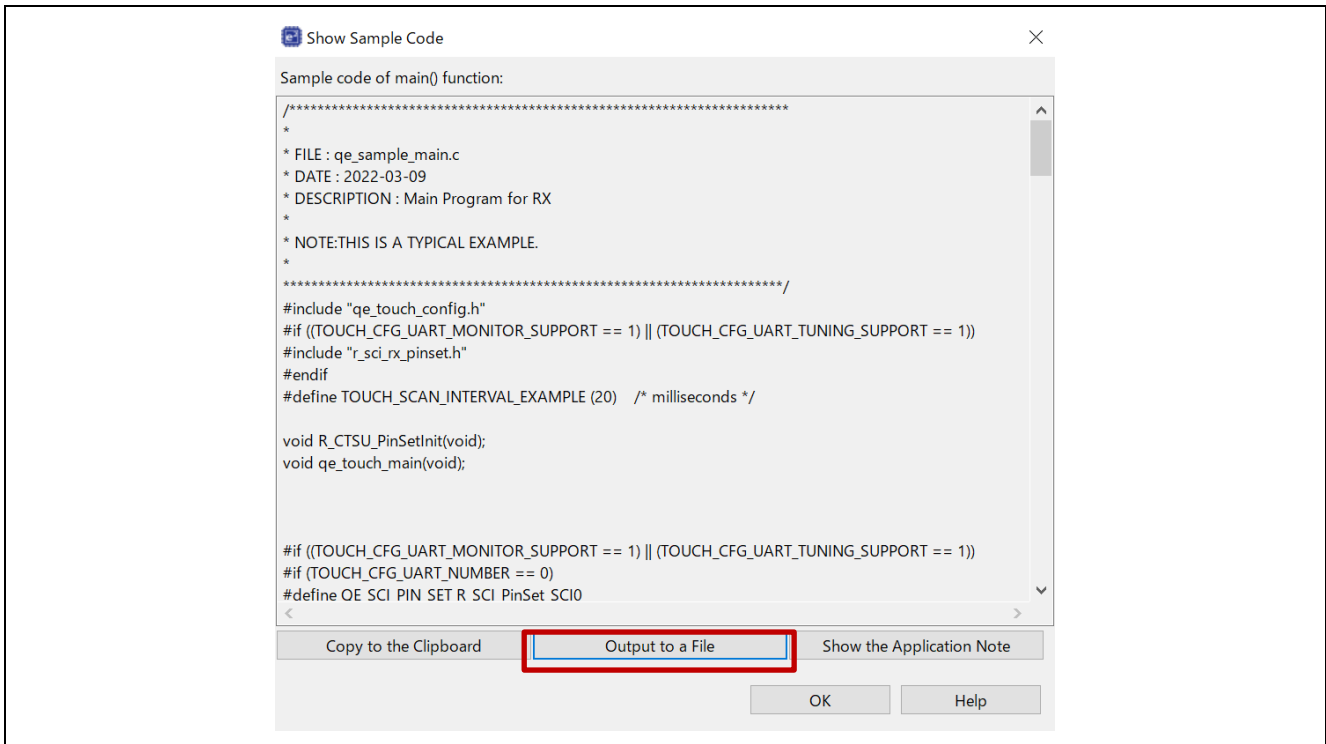 Show Sample Code
Sample code of main() function:
/***********************************************************************
*
* FILE : qe_sample_main.c
* DATE : 2022-03-09
* DESCRIPTION : Main Program for RX
*
* NOTE:THIS IS A TYPICAL EXAMPLE.
*
***********************************************************************/
#include "qe_touch_config.h"
#if ((TOUCH_CFG_UART_MONITOR_SUPPORT == 1) || (TOUCH_CFG_UART_TUNING_SUPPORT == 1))
#include "r_sci_rx_pinset.h"
#endif
#define TOUCH_SCAN_INTERVAL_EXAMPLE (20)    /* milliseconds */
void R_CTSU_PinSetInit(void);
void qe_touch_main(void);
#if ((TOUCH_CFG_UART_MONITOR_SUPPORT == 1) || (TOUCH_CFG_UART_TUNING_SUPPORT == 1))
#if (TOUCH_CFG_UART_NUMBER == 0)
#define QE_SCI_PIN_SET R_SCI_PinSet_SCI0
Copy to the Clipboard
Output to a File
Show the Application Note
OK
Help